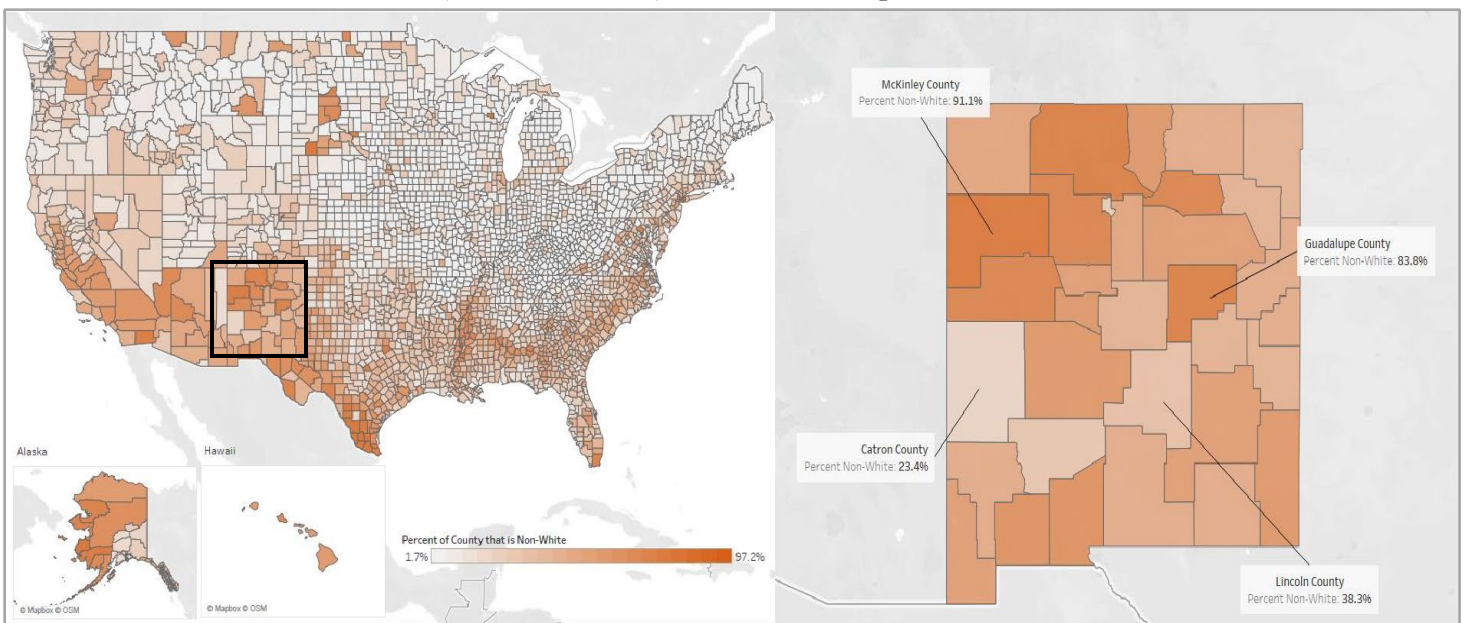 McKinley County
Percent Non-White: 91.1%
Guadalupe County
Percent Non-White: 83.8%
Catron County
Percent Non-White: 23.4%
Lincoln County
Percent Non-White: 38.3%
Alaska
Hawaii
Percent of County that is Non-White
1.7% 97.2%
© Mapbox © OSM
© Mapbox © OSM